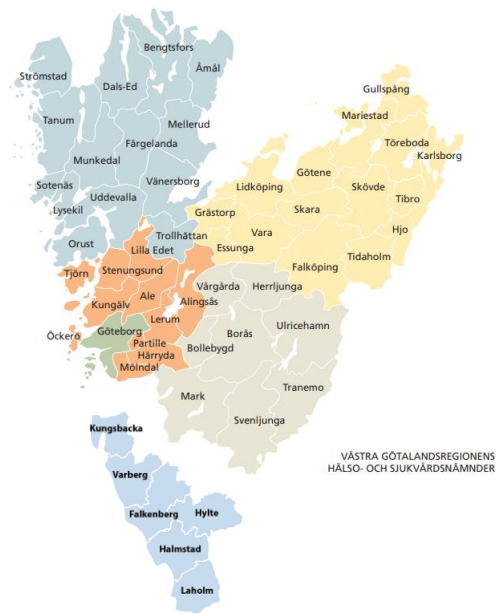 Bengtsfors
Strömstad
Åmål
Dals-Ed
Gullspång
Tanum
Mellerud
Mariestad
Färgelanda
Töreboda
Munkedal
Karlsborg
Götene
Sotenäs
Vänersborg
Lidköping
Skövde
Uddevalla
Tibro
Lysekil
Grästorp
Skara
Trollhättan
Vara
Hjo
Orust
Lilla Edet
Essunga
Tidaholm
Tjörn
Stenungsund
Falköping
Vårgårda
Herrljunga
Kungälv
Ale
Alingsås
Lerum
Ulricehamn
Öckerö
Göteborg
Borås
Partille
Bollebygd
Härryda
Mölndal
Tranemo
Mark
Svenljunga
Kungsbacka
VÄSTRA GÖTALANDSREGIONENS
HÄLSO- OCH SJUKVÅRDSNÄMNDER
Varberg
Falkenberg
Hylte
Halmstad
Laholm